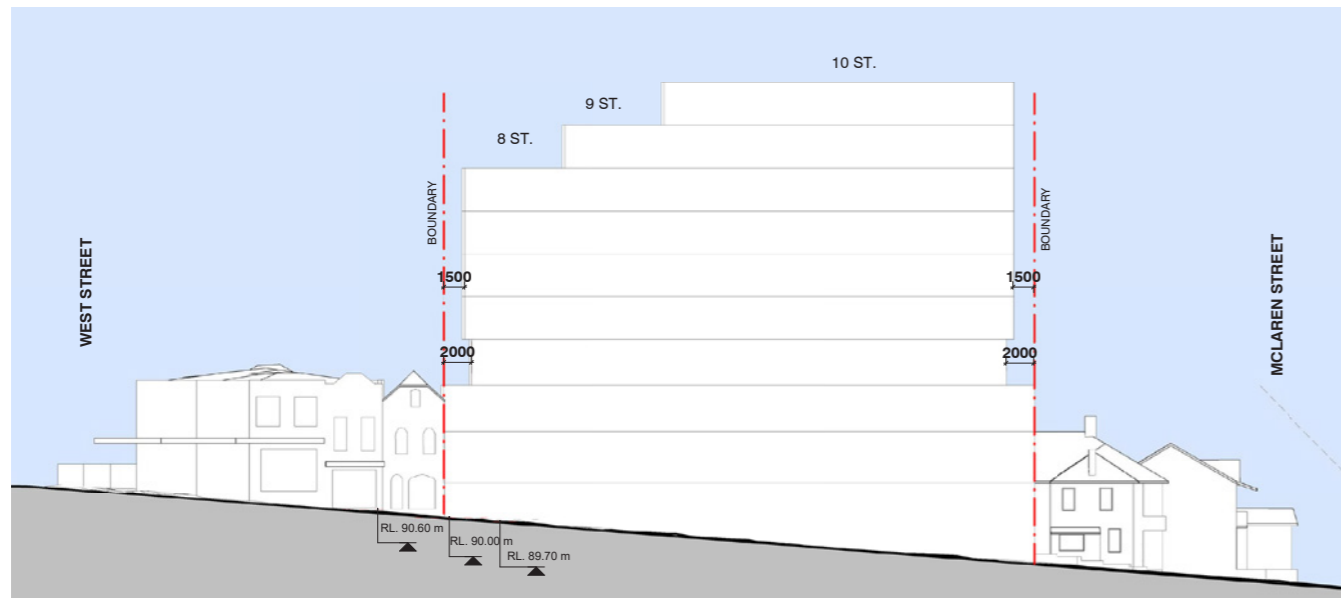 10 ST.
9 ST.
8 ST.
BOUNDARY
BOUNDARY
WEST STREET
MCLAREN STREET
1500
1500
2000
2000
RL. 90.60 m
RL. 90.00 m
RL. 89.70 m